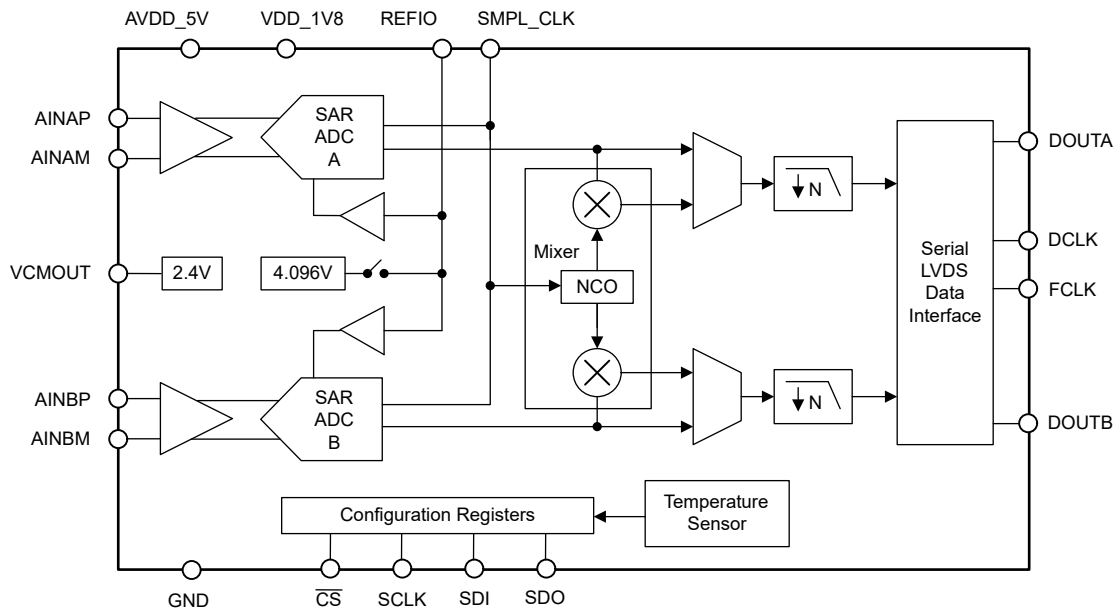 AVDD_5V
VDD_1V8
REFIO
SMPL_CLK
AINAP
AINAM
SAR
ADC
A
DOUTA
↓N
VCMOUT
2.4V
4.096V
Mixer
NCO
Serial
LVDS
Data
Interface
DCLK
FCLK
AINBP
AINBM
SAR
ADC
B
↓N
DOUTB
Configuration Registers
Temperature
Sensor
GND
C̅S̅
SCLK
SDI
SDO